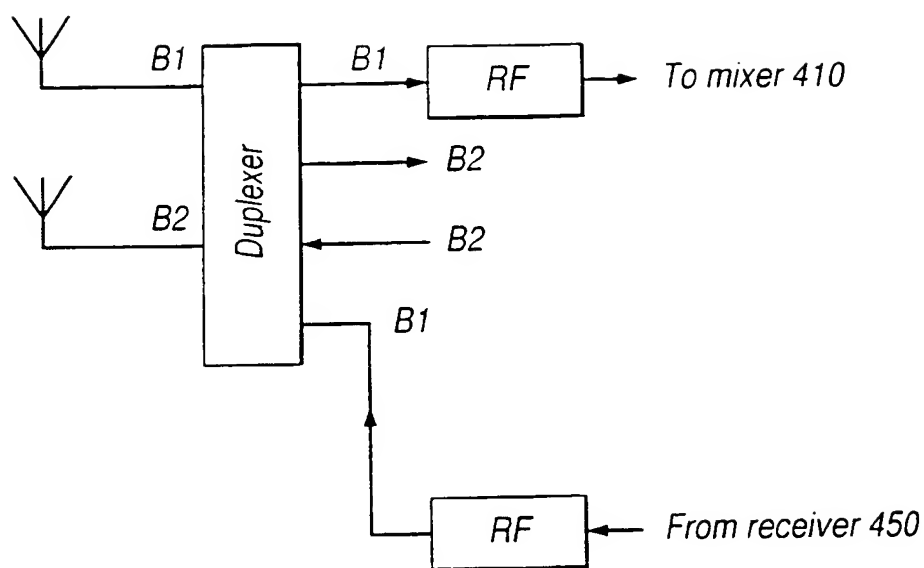 B1
B1
RF
To mixer 410
Duplexer
B2
B2
B2
B1
RF
From receiver 450